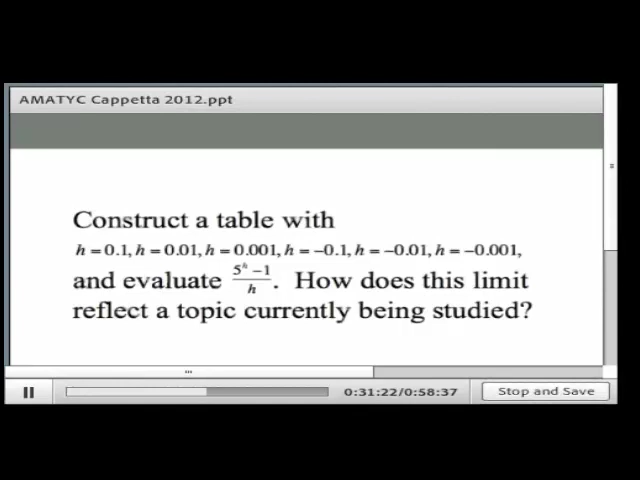 AMATYC Cappetta 2012.ppt
Construct a table with
h = 0.1, h = 0.01, h = 0.001, h = −0.1, h = −0.01, h = −0.001,
and evaluate (5^h − 1)/h. How does this limit
reflect a topic currently being studied?
0:31:22/0:58:37 Stop and Save